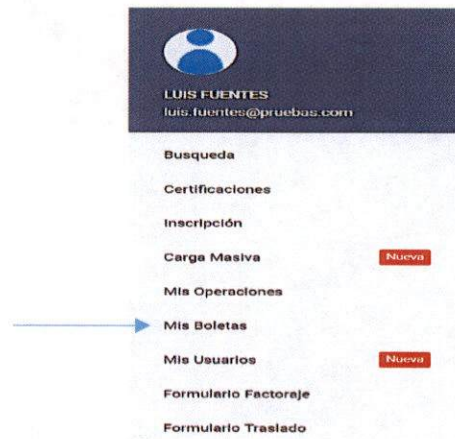 LUIS FUENTES
luis.fuentes@pruebas.com
Busqueda
Certificaciones
Inscripción
Carga Masiva Nueva
Mis Operaciones
Mis Boletas
Mis Usuarios Nueva
Formulario Factoraje
Formulario Traslado